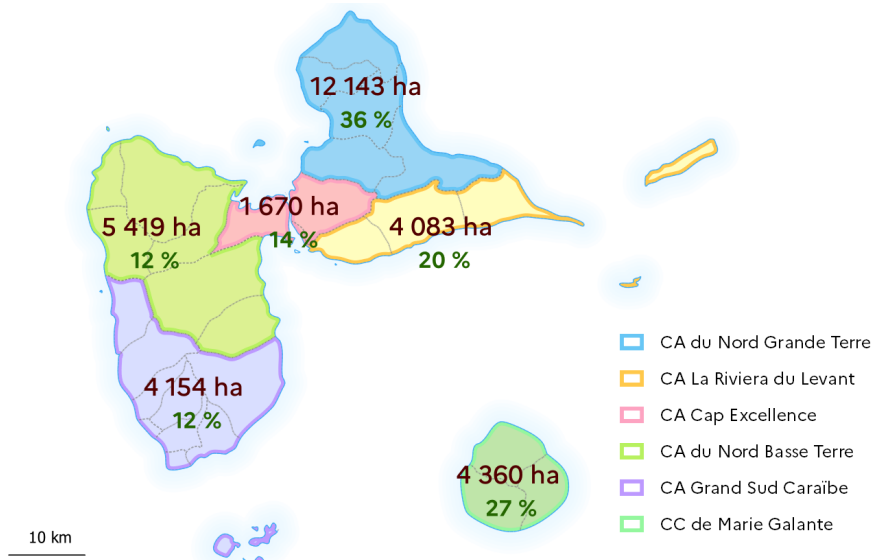 12 143 ha
36 %
1 670 ha
14 %
5 419 ha
12 %
4 083 ha
20 %
4 154 ha
12 %
4 360 ha
27 %
CA du Nord Grande Terre
CA La Riviera du Levant
CA Cap Excellence
CA du Nord Basse Terre
CA Grand Sud Caraïbe
CC de Marie Galante
10 km